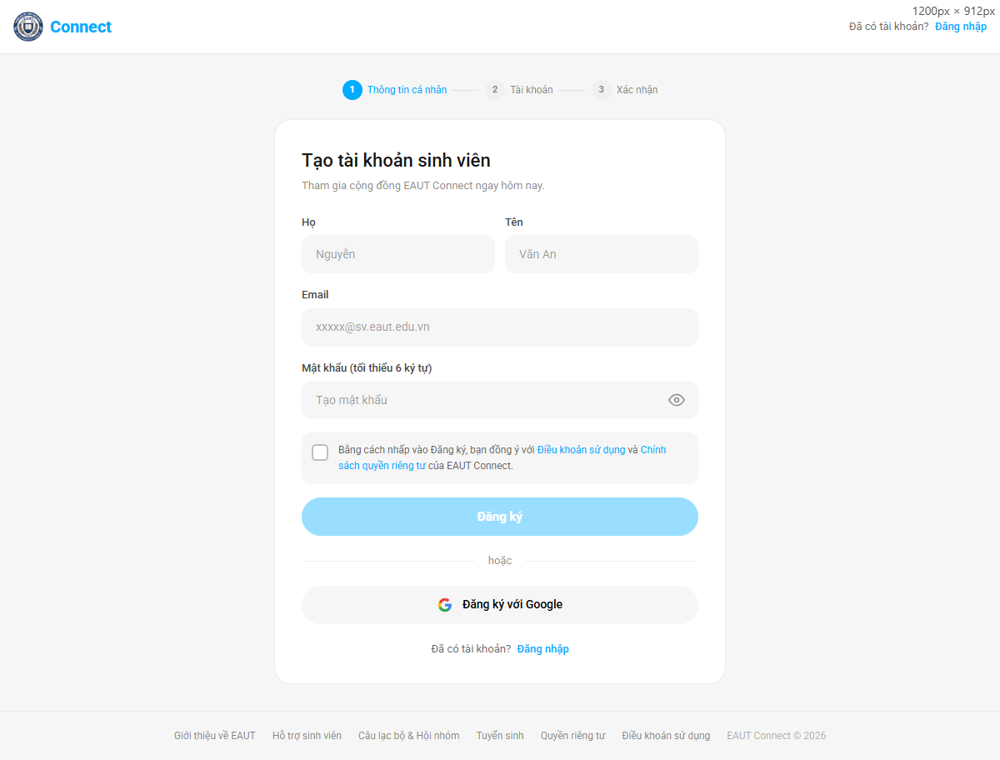 1200px × 912px
Connect
Đã có tài khoản? Đăng nhập
1 Thông tin cá nhân 2 Tài khoản 3 Xác nhận
Tạo tài khoản sinh viên
Tham gia cộng đồng EAUT Connect ngay hôm nay.
Họ Tên
Nguyễn Văn An
Email
xxxxx@sv.eaut.edu.vn
Mật khẩu (tối thiểu 6 ký tự)
Tạo mật khẩu
Bằng cách nhấp vào Đăng ký, bạn đồng ý với Điều khoản sử dụng và Chính
sách quyền riêng tư của EAUT Connect.
Đăng ký
hoặc
Đăng ký với Google
Đã có tài khoản? Đăng nhập
Giới thiệu về EAUT Hỗ trợ sinh viên Câu lạc bộ & Hội nhóm Tuyển sinh Quyền riêng tư Điều khoản sử dụng EAUT Connect © 2026